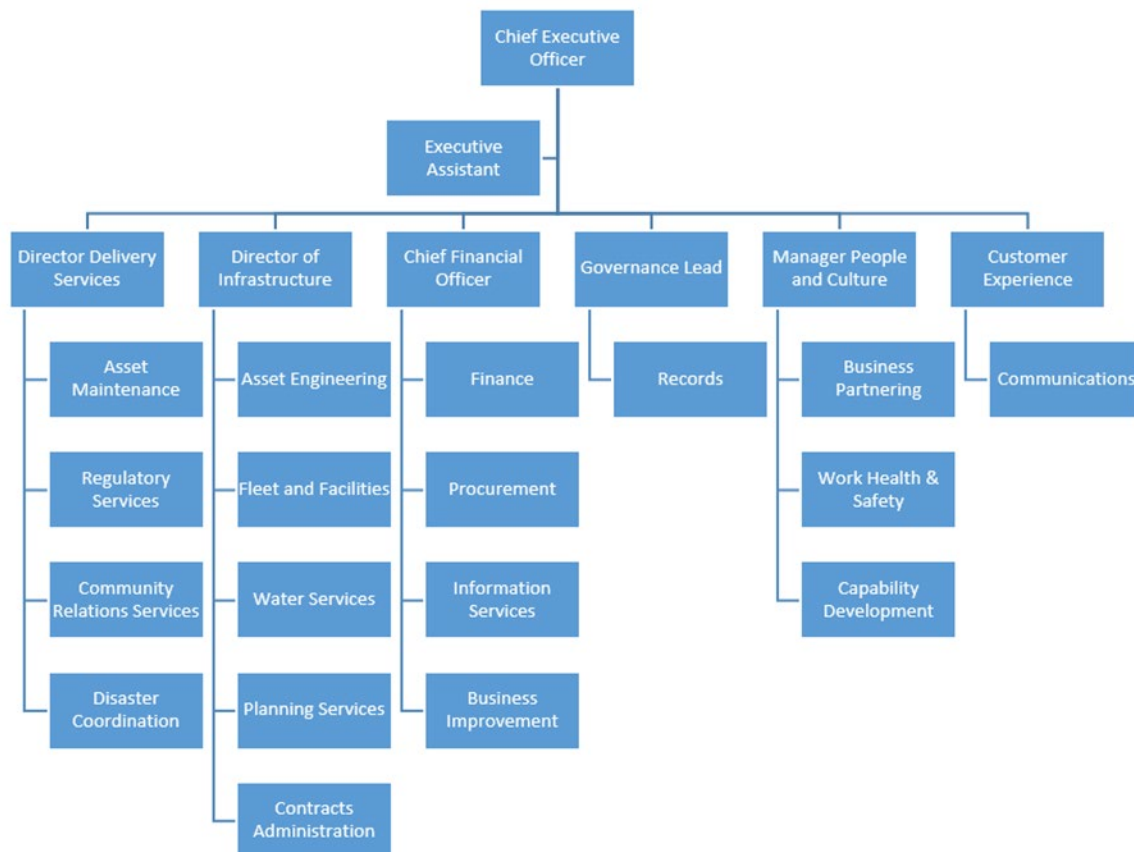 Chief Executive
Officer
Executive
Assistant
Director Delivery
Services
Director of
Infrastructure
Chief Financial
Officer
Governance Lead
Manager People
and Culture
Customer
Experience
Asset
Maintenance
Asset Engineering
Finance
Records
Business
Partnering
Communications
Regulatory
Services
Fleet and Facilities
Procurement
Work Health &
Safety
Community
Relations Services
Water Services
Information
Services
Capability
Development
Disaster
Coordination
Planning Services
Business
Improvement
Contracts
Administration